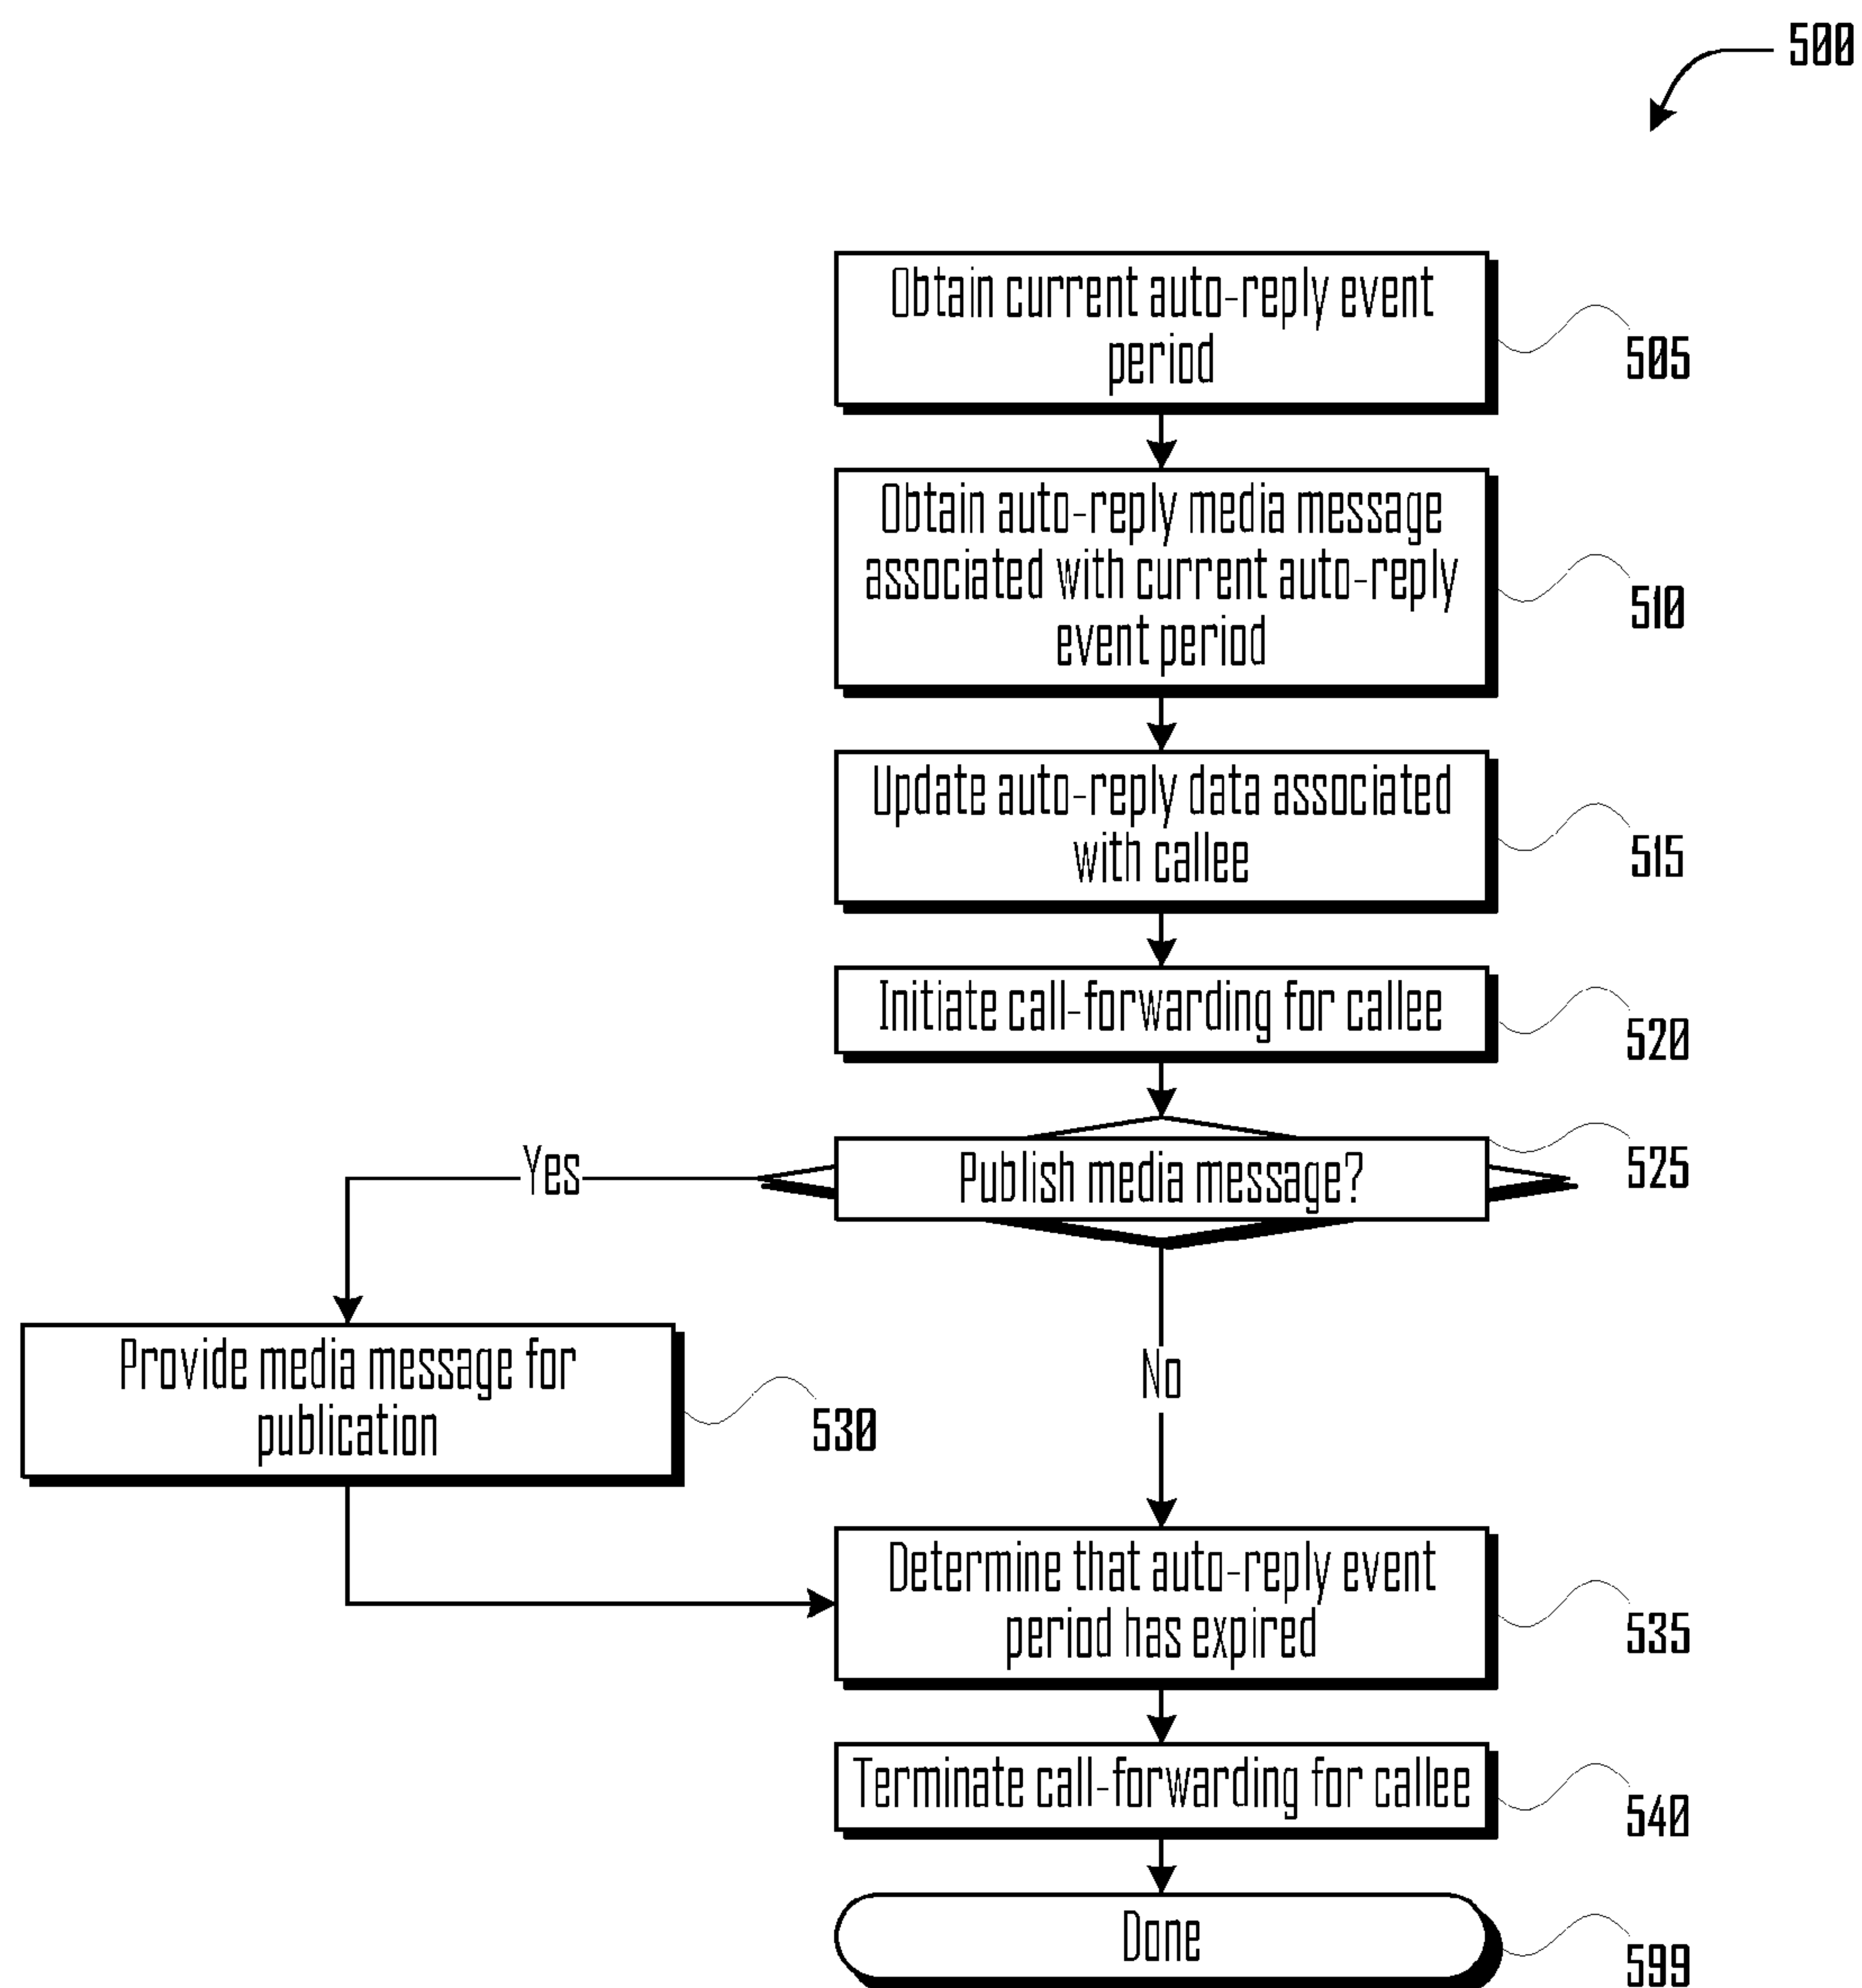 500
Obtain current auto-reply event
period
505
Obtain auto-reply media message
associated with current auto-reply
event period
510
Update auto-reply data associated
with callee
515
Initiate call-forwarding for callee
520
Publish media message?
525
Yes
No
Provide media message for
publication
530
Determine that auto-reply event
period has expired
535
Terminate call-forwarding for callee
540
Done
599